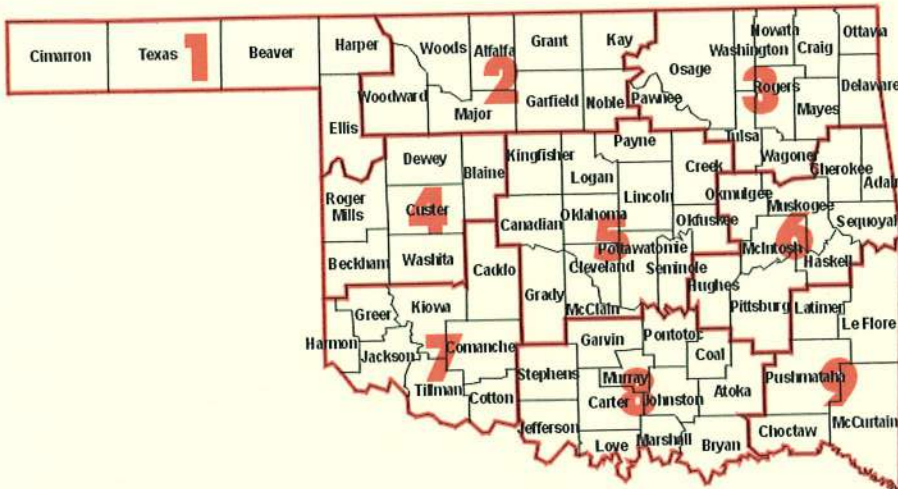 Cimarron Texas 1 Beaver Harper Woods Alfalfa Grant Kay Nowata Craig Ottawa
Washington
Osage
Woodward 2 Rogers Delaware
Ellis Major Garfield Noble Pawnee 3 Mayes
Tulsa
Dewey Blaine Kingfisher Payne Creek Wagoner Cherokee
Logan Adair
Roger
Mills Custer 4 Canadian Oklahoma Lincoln Okmulgee Muskogee
Okfuskee Sequoyal
Beckham Washita Caddo 5 Pottawatomie McIntosh 6 Haskell
Cleveland Seminole
Grady McClain Hughes Pittsburg Latimer
Kiowa Le Flore
Greer
Harmon Jackson 7 Comanche Garvin Pontotoc Coal
Tillman Stephens Murray 8 Johnston Atoka Pushmataha 9
Cotton Carter McCurtain
Jefferson Love Marshall Bryan Choctaw